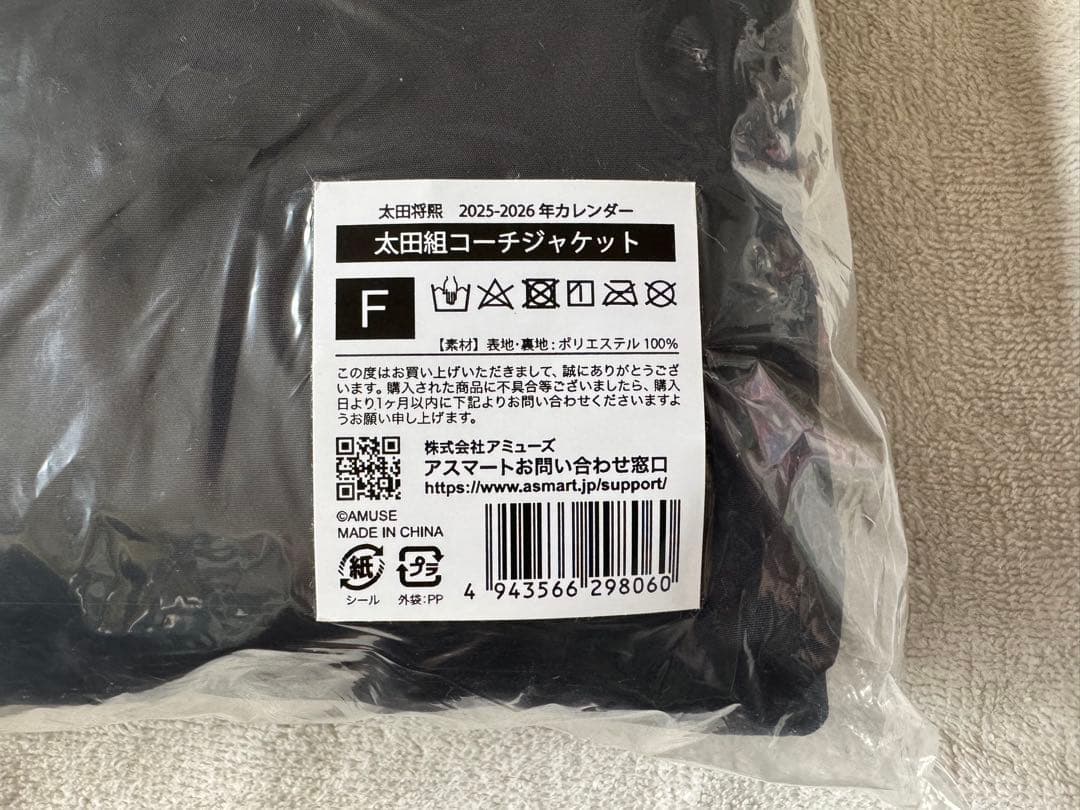 太田将熙 2025-2026 年カレンダー
太田組コーチジャケット
F
【素材】表地・裏地:ポリエステル 100%
この度はお買い上げいただきまして、誠にありがとうござ
います。購入された商品に不具合等ございましたら、購入
日より1ヶ月以内に下記よりお問い合わせくださいますよ
うお願い申し上げます。
株式会社アミューズ
アスマートお問い合わせ窓口
https://www.asmart.jp/support/
©AMUSE
MADE IN CHINA
紙
プラ
シール
外袋:PP
4 943566 298060